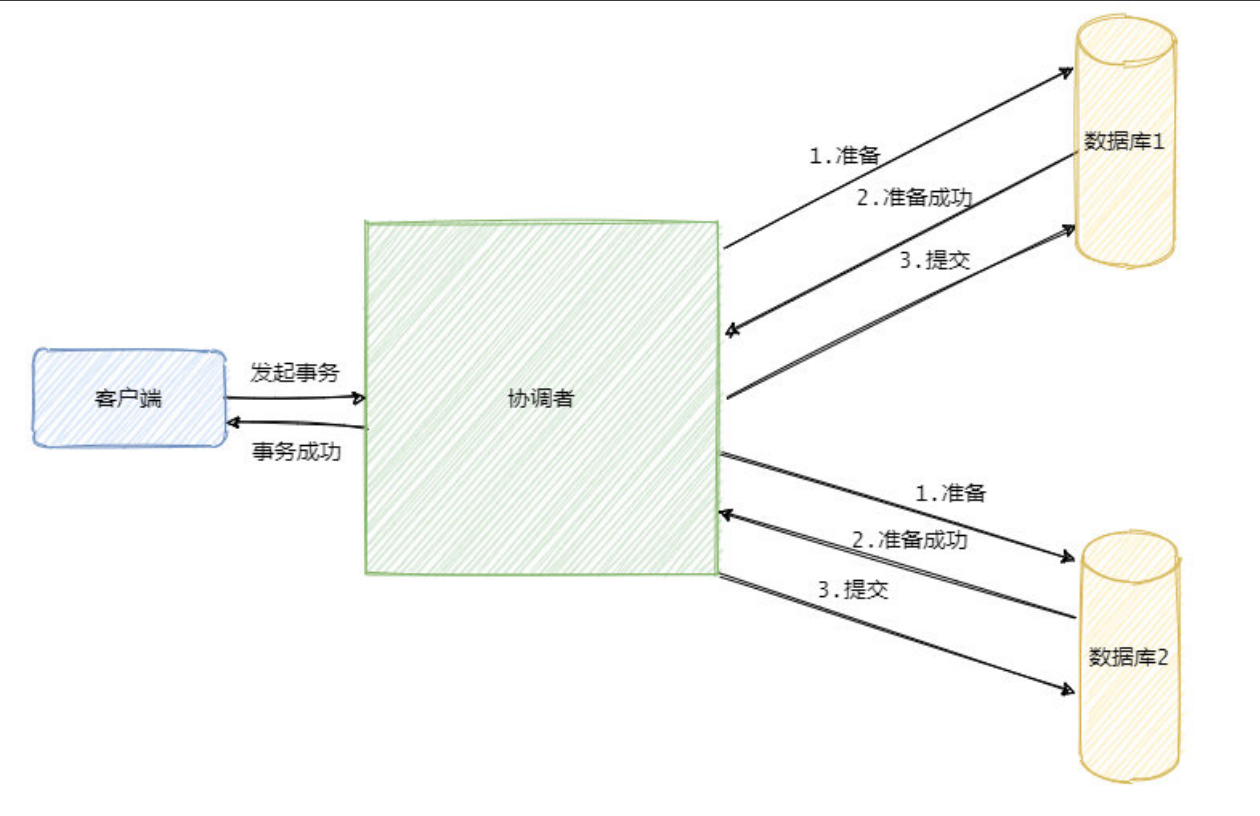 客户端
发起事务
事务成功
协调者
1.准备
2.准备成功
3.提交
数据库1
1.准备
2.准备成功
3.提交
数据库2